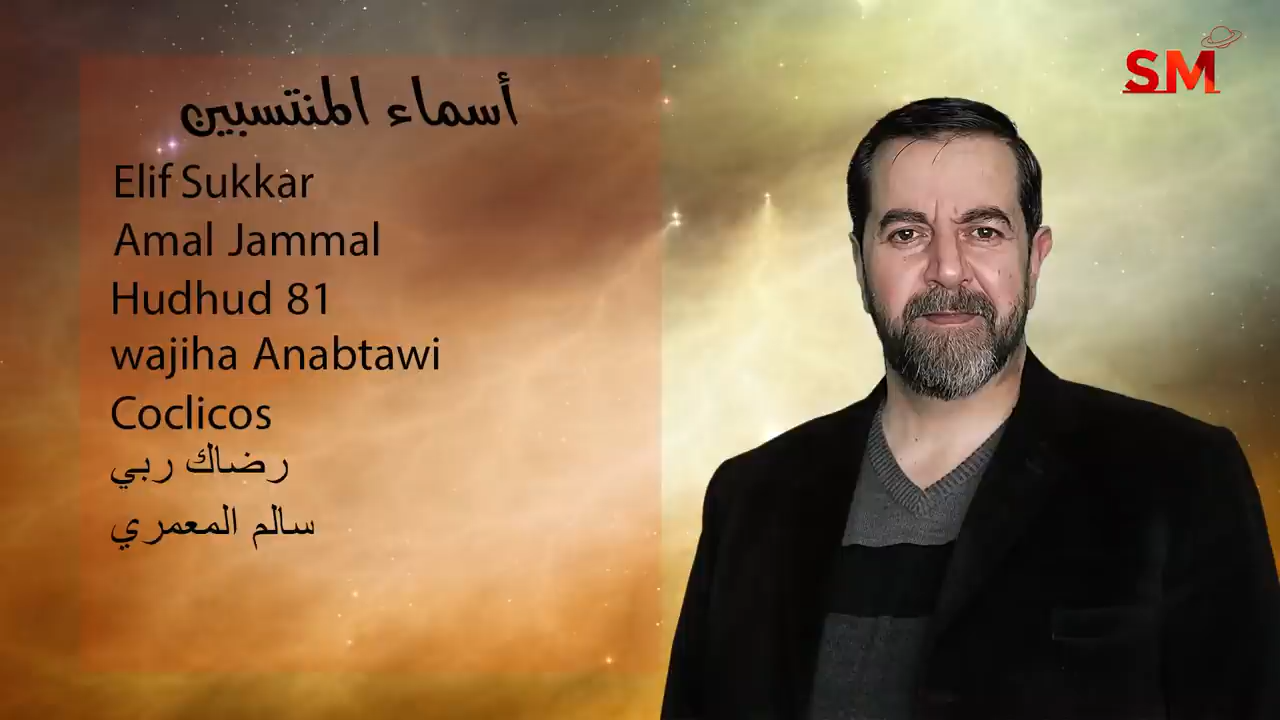 SM
أسماء المنتسبين
Elif Sukkar
Amal Jammal
Hudhud 81
wajiha Anabtawi
Coclicos
رضاك ربي
سالم المعمري